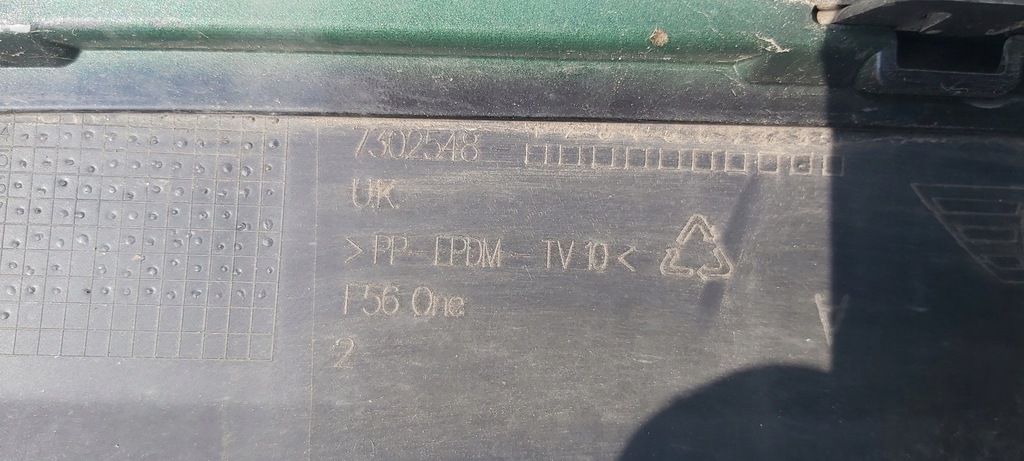 7302548
UK
>PP-EPDM-TV10<
F56 One
2